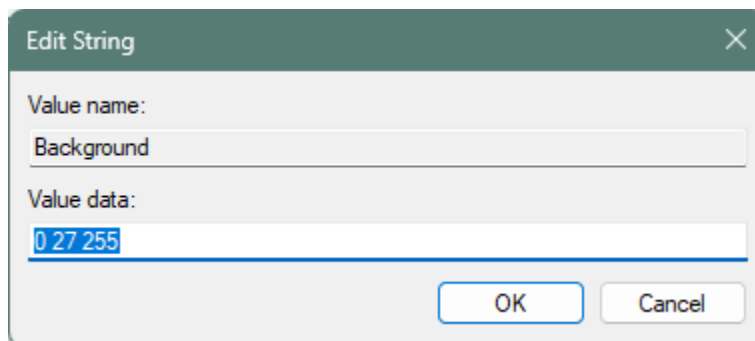 Edit String
Value name:
Background
Value data:
0 27 255
OK Cancel